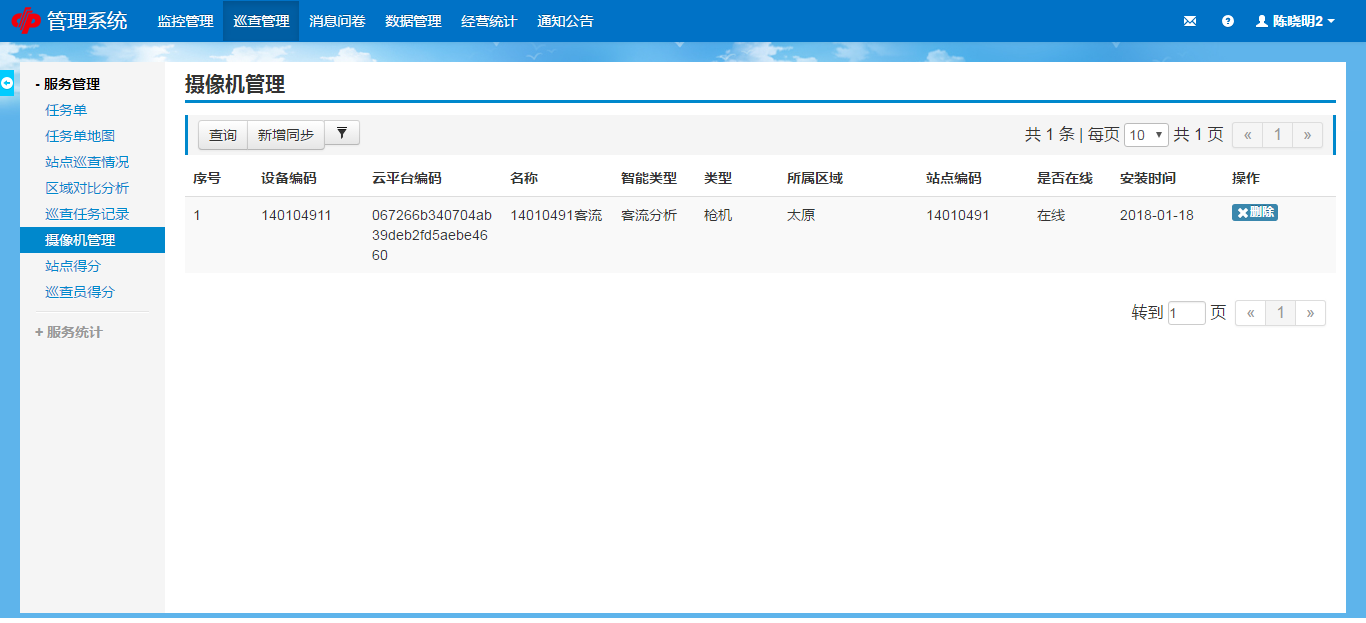 管理系统 监控管理 巡查管理 消息问卷 数据管理 经营统计 通知公告 陈晓明2
- 服务管理
任务单
任务单地图
站点巡查情况
区域对比分析
巡查任务记录
摄像机管理
站点得分
巡查员得分
+ 服务统计
摄像机管理
查询 新增同步 共 1 条 | 每页 10 共 1 页 « 1 »
序号 设备编码 云平台编码 名称 智能类型 类型 所属区域 站点编码 是否在线 安装时间 操作
1 140104911 067266b340704ab 14010491客流 客流分析 枪机 太原 14010491 在线 2018-01-18 删除
39deb2fd5aebe46
60
转到 1 页 « 1 »